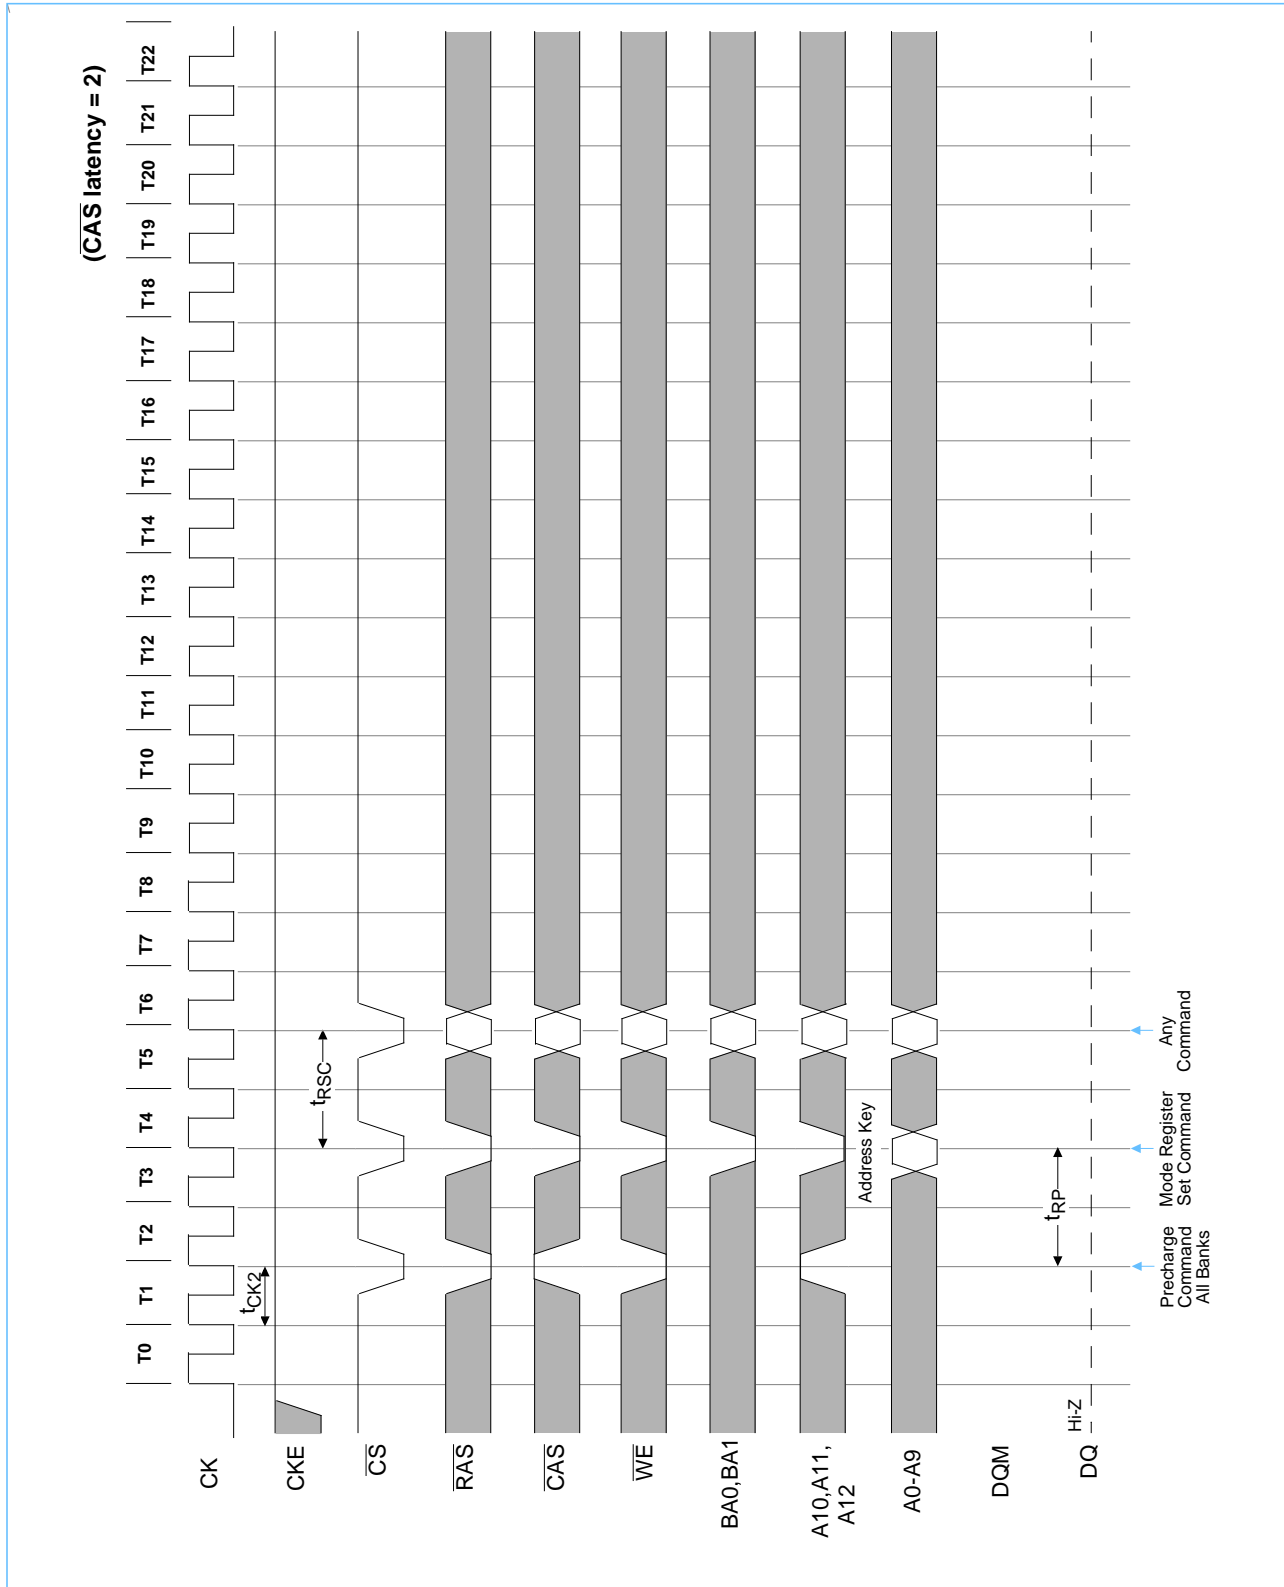 (CAS latency = 2)
T0 T1 T2 T3 T4 T5 T6 T7 T8 T9 T10 T11 T12 T13 T14 T15 T16 T17 T18 T19 T20 T21 T22
CK
tCK2
CKE
tRSC
CS
RAS
CAS
WE
BA0,BA1
A10,A11,
A12
Address Key
A0-A9
DQM
tRP
Hi-Z
DQ
Precharge
Command
All Banks
Mode Register
Set Command
Any
Command